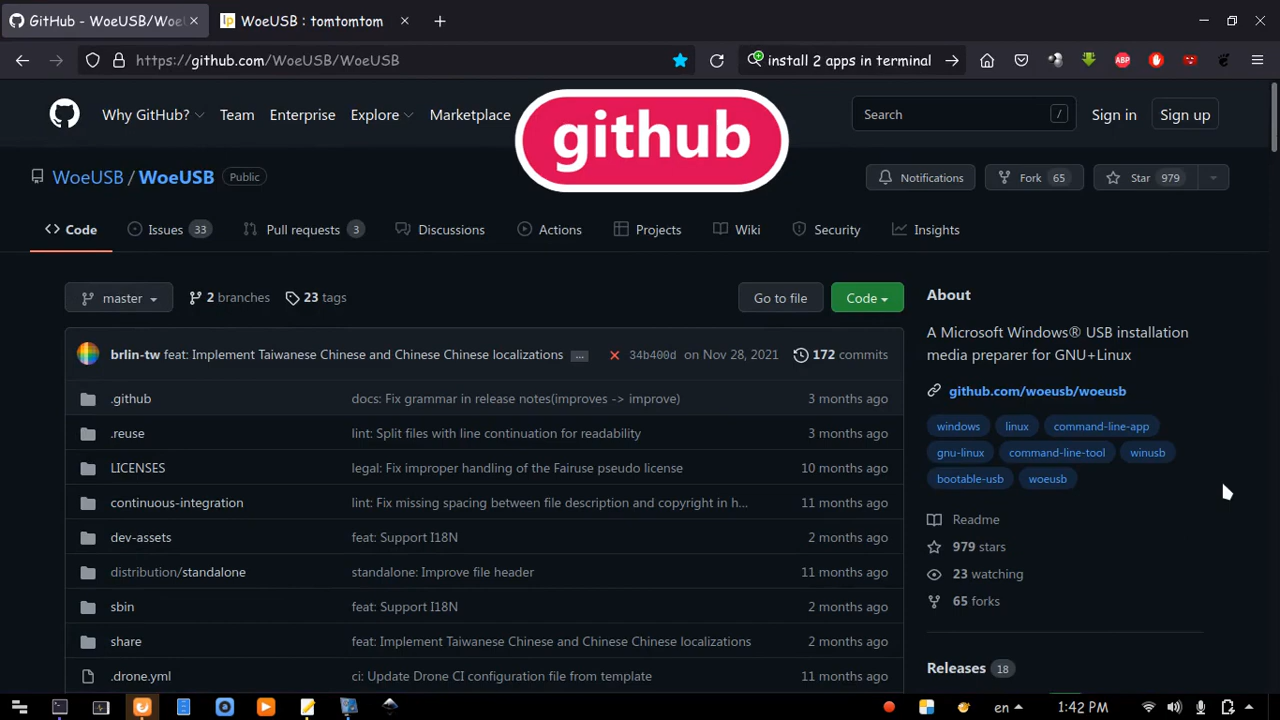 GitHub - WoeUSB/WoeU
WoeUSB : tomtomtom
https://github.com/WoeUSB/WoeUSB
install 2 apps in terminal
ABP
Why GitHub?
Team
Enterprise
Explore
Marketplace
github
Search
/
Sign in
Sign up
WoeUSB / WoeUSB
Public
Notifications
Fork 65
Star 979
Code
Issues 33
Pull requests 3
Discussions
Actions
Projects
Wiki
Security
Insights
master
2 branches
23 tags
Go to file
Code
brlin-tw feat: Implement Taiwanese Chinese and Chinese Chinese localizations ... 34b400d on Nov 28, 2021 172 commits
.github docs: Fix grammar in release notes(improves -> improve) 3 months ago
.reuse lint: Split files with line continuation for readability 3 months ago
LICENSES legal: Fix improper handling of the Fairuse pseudo license 10 months ago
continuous-integration lint: Fix missing spacing between file description and copyright in h... 11 months ago
dev-assets feat: Support I18N 2 months ago
distribution/standalone standalone: Improve file header 11 months ago
sbin feat: Support I18N 2 months ago
share feat: Implement Taiwanese Chinese and Chinese Chinese localizations 2 months ago
.drone.yml ci: Update Drone CI configuration file from template 11 months ago
About
A Microsoft Windows® USB installation
media preparer for GNU+Linux
github.com/woeusb/woeusb
windows linux command-line-app
gnu-linux command-line-tool winusb
bootable-usb woeusb
Readme
979 stars
23 watching
65 forks
Releases 18
en
1:42 PM